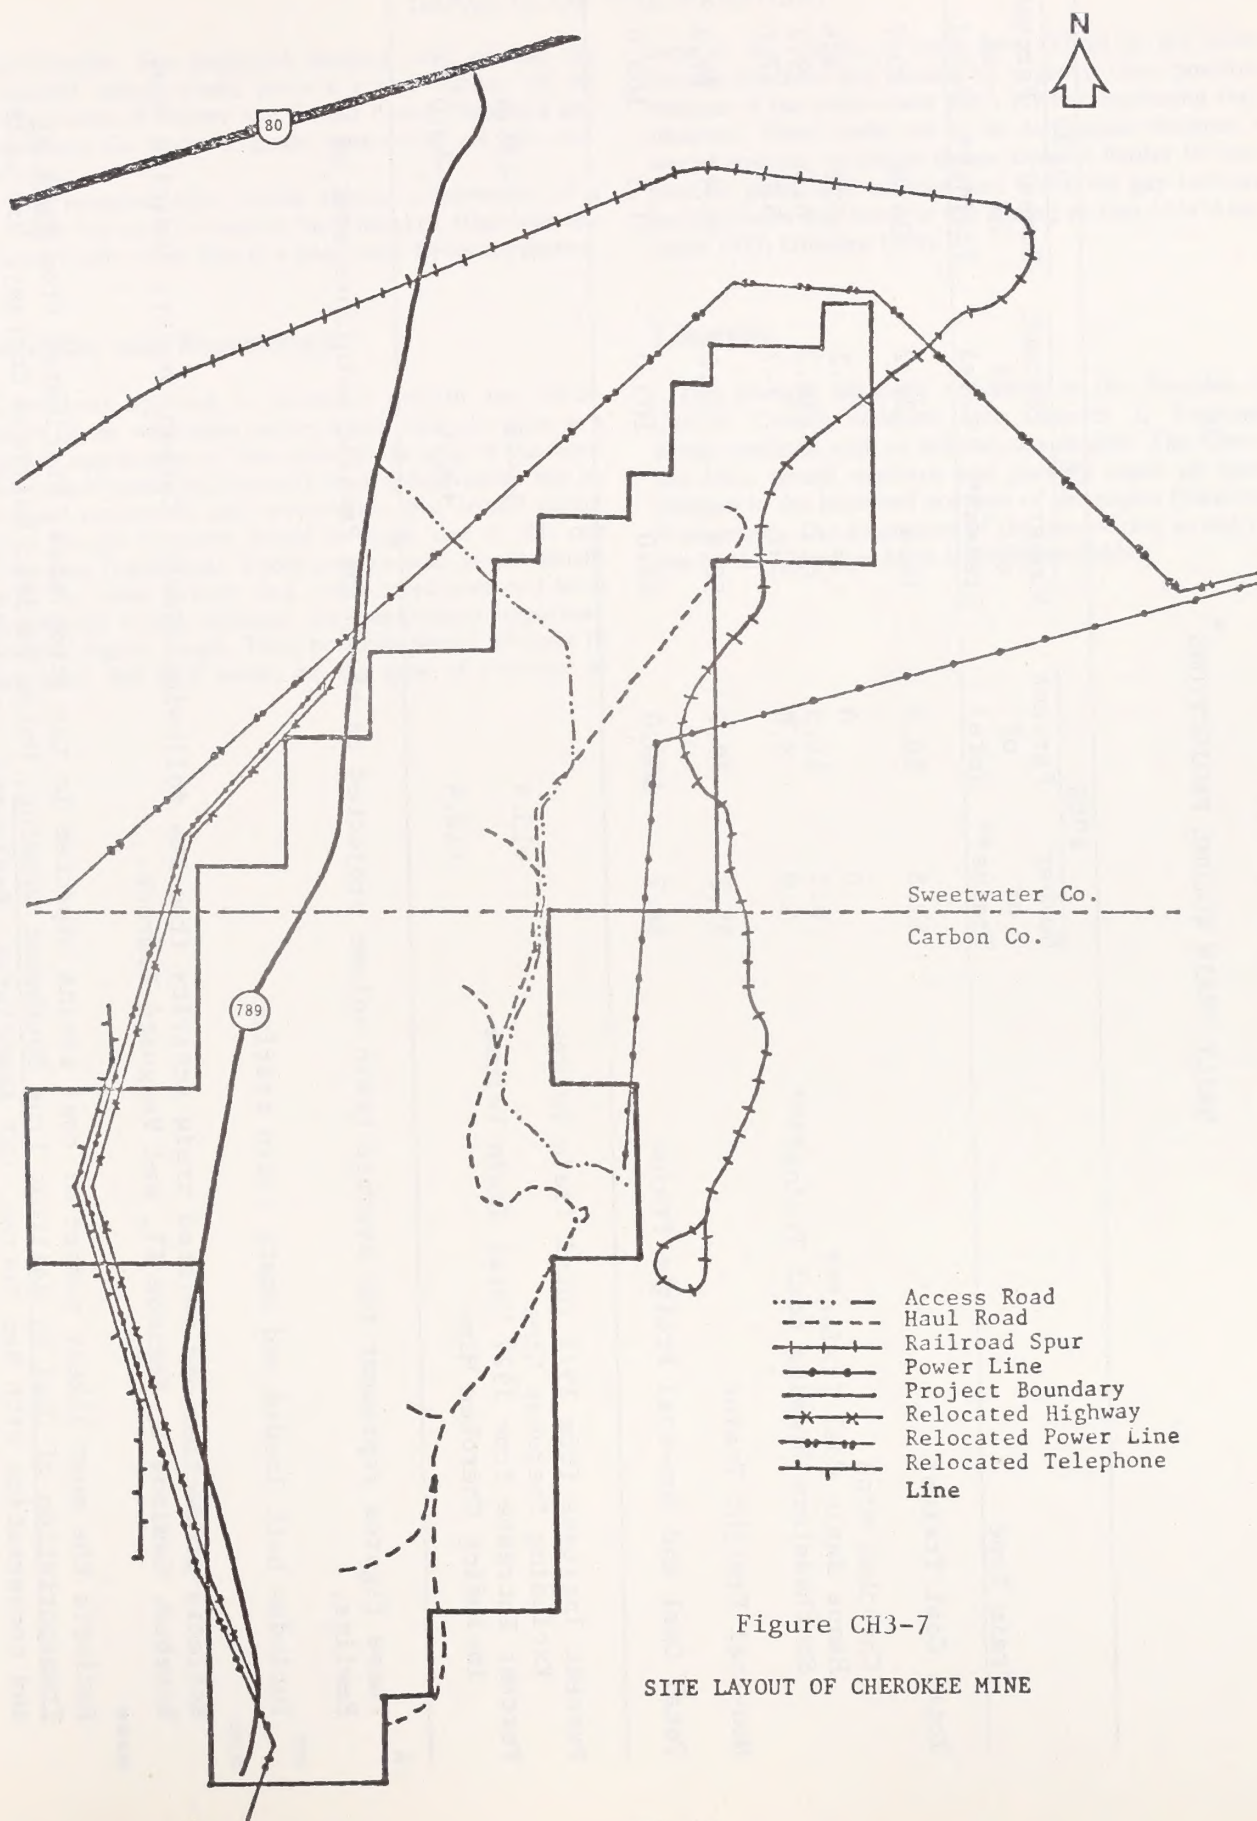 N
80
Sweetwater Co.
Carbon Co.
789
Access Road
Haul Road
Railroad Spur
Power Line
Project Boundary
Relocated Highway
Relocated Power Line
Relocated Telephone
Line
Figure CH3-7
SITE LAYOUT OF CHEROKEE MINE